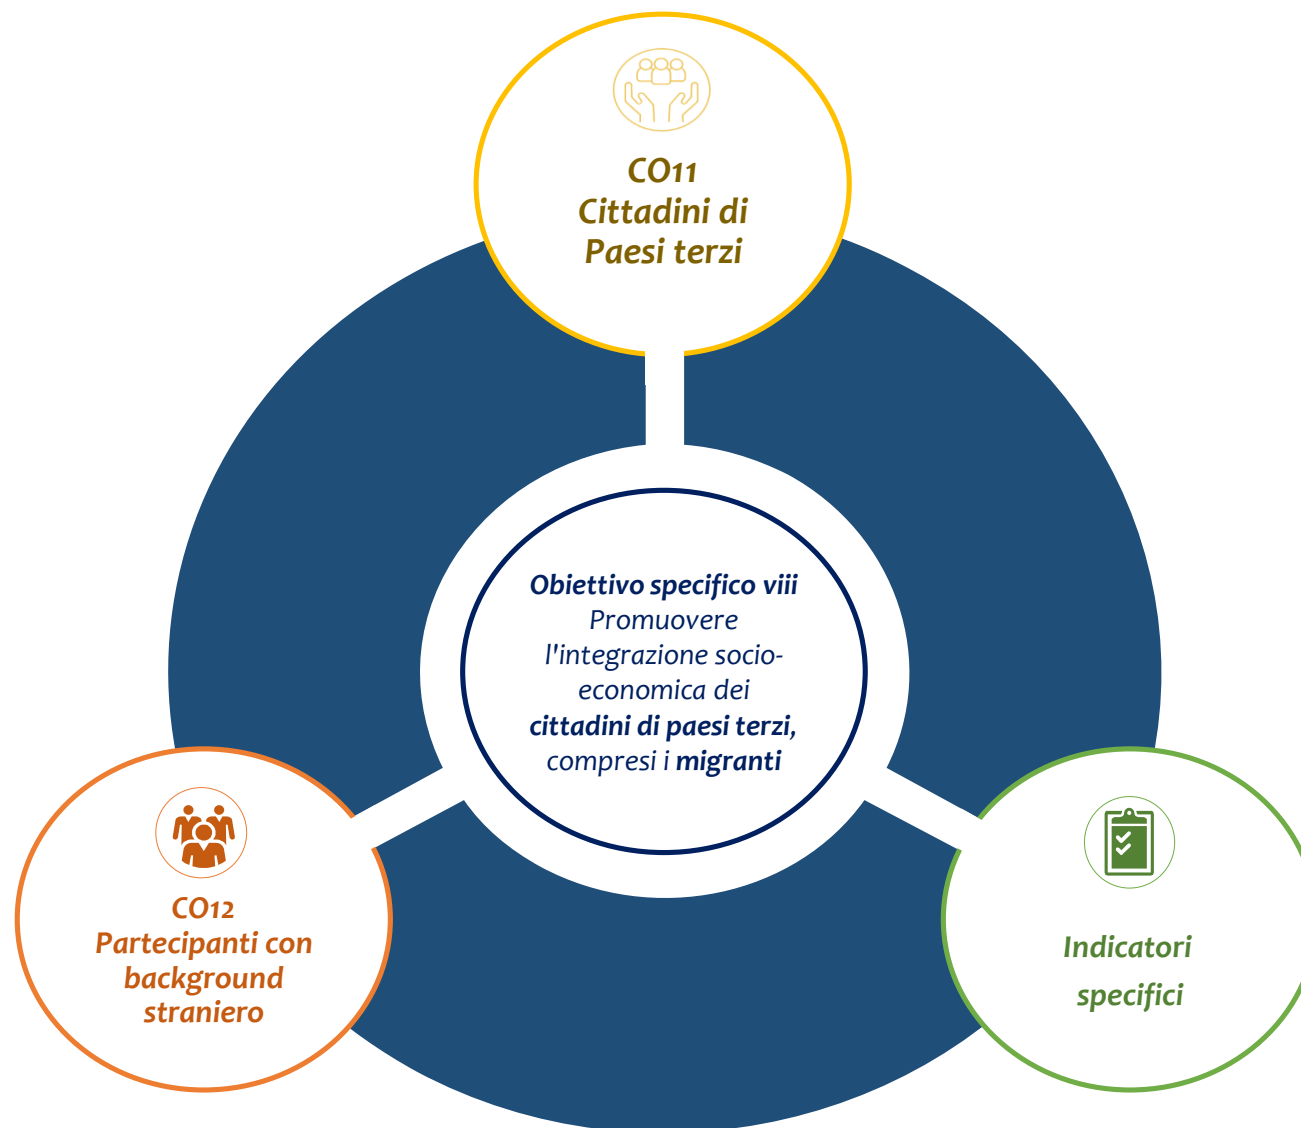 CO11
Cittadini di
Paesi terzi
Obiettivo specifico viii
Promuovere
l'integrazione socio-
economica dei
cittadini di paesi terzi,
compresi i migranti
CO12
Partecipanti con
background
straniero
Indicatori
specifici